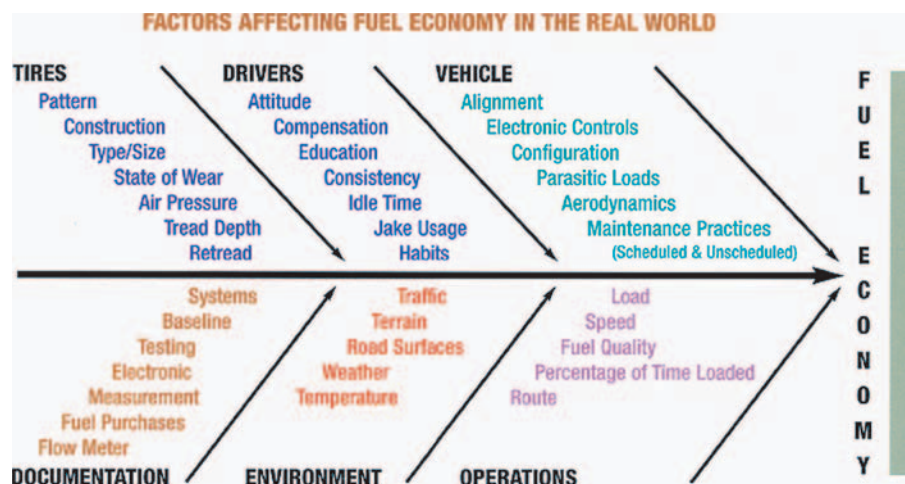 FACTORS AFFECTING FUEL ECONOMY IN THE REAL WORLD
TIRES
Pattern
Construction
Type/Size
State of Wear
Air Pressure
Tread Depth
Retread
DRIVERS
Attitude
Compensation
Education
Consistency
Idle Time
Jake Usage
Habits
VEHICLE
Alignment
Electronic Controls
Configuration
Parasitic Loads
Aerodynamics
Maintenance Practices
(Scheduled & Unscheduled)
Systems
Baseline
Testing
Electronic
Measurement
Fuel Purchases
Flow Meter
DOCUMENTATION
Traffic
Terrain
Road Surfaces
Weather
Temperature
ENVIRONMENT
Load
Speed
Fuel Quality
Percentage of Time Loaded
Route
OPERATIONS
FUEL ECONOMY